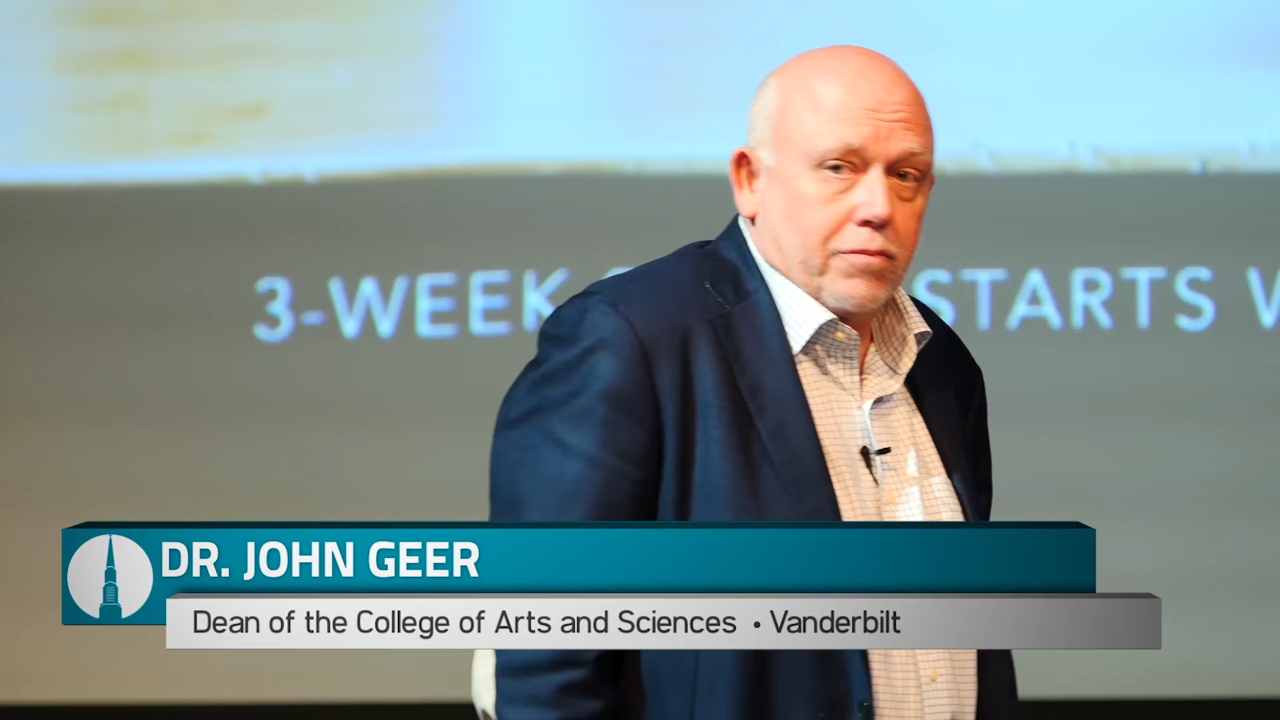 3-WEEK STARTS
DR. JOHN GEER
Dean of the College of Arts and Sciences • Vanderbilt